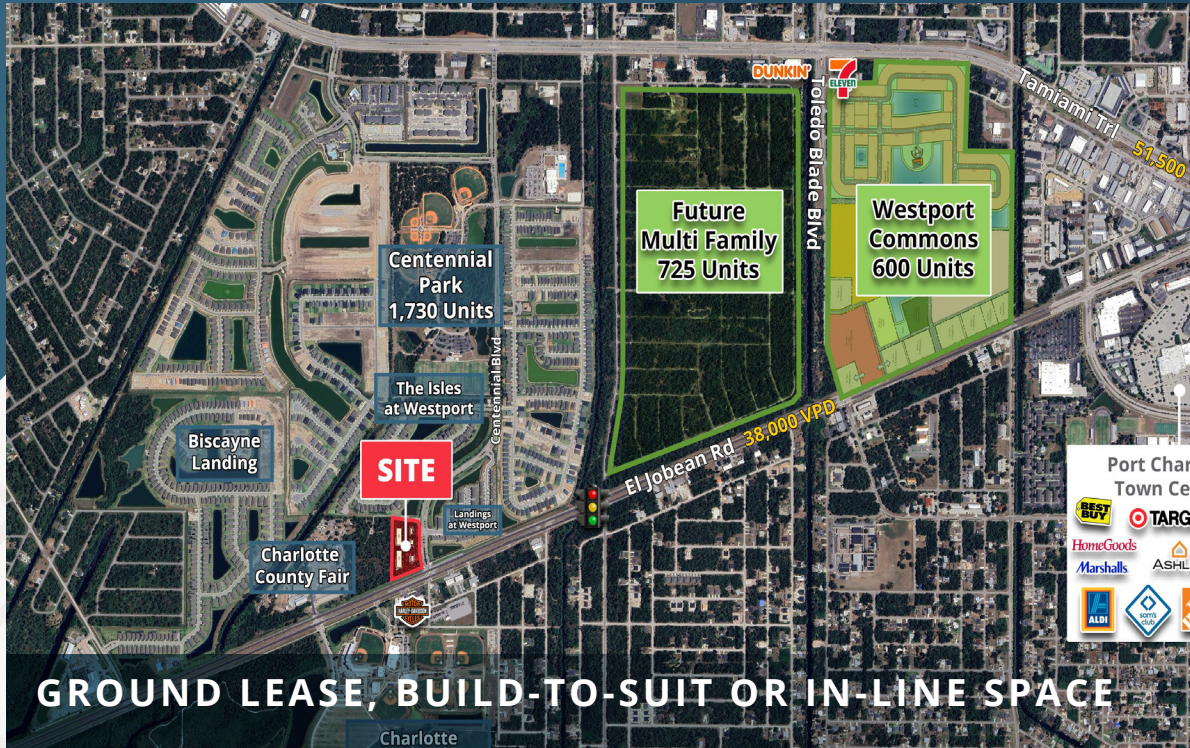 DUNKIN'
7
ELEVEN
Toledo Blade Blvd
Tamiami Trl
51,500
Future
Multi Family
725 Units
Westport
Commons
600 Units
Centennial
Park
1,730 Units
Centennial Blvd
The Isles
at Westport
Biscayne
Landing
SITE
El Jobean Rd 38,000 VPD
Landings
at Westport
Charlotte
County Fair
HARLEY-DAVIDSON
Port Char
Town Ce
BEST
BUY
TARG
HomeGoods
Marshalls.
ASHL
ALDI
sam's
club
GROUND LEASE, BUILD-TO-SUIT OR IN-LINE SPACE
Charlotte